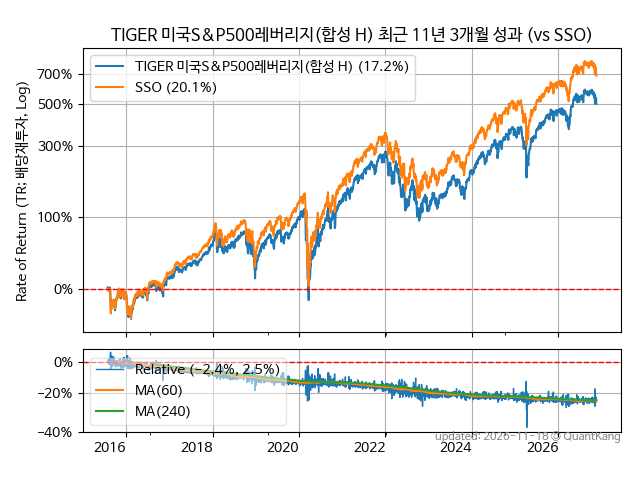 TIGER 미국S&P500레버리지(합성 H) 최근 11년 3개월 성과 (vs SSO)
Rate of Return (TR: 배당재투자, Log)
700%
500%
300%
100%
0%
TIGER 미국S&P500레버리지(합성 H) (17.2%)
SSO (20.1%)
0%
−20%
−40%
Relative (−2.4%, 2.5%)
MA(60)
MA(240)
2016
2018
2020
2022
2024
2026
updated: 2026-11-18 © QuantKang